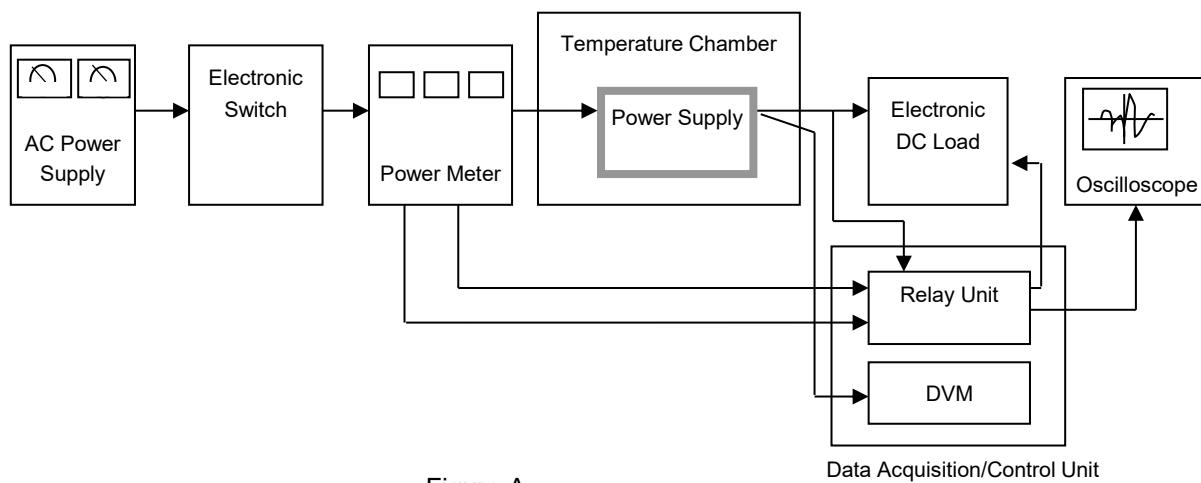 AC Power
Supply
Electronic
Switch
Power Meter
Temperature Chamber
Power Supply
Electronic
DC Load
Oscilloscope
Relay Unit
DVM
Data Acquisition/Control Unit